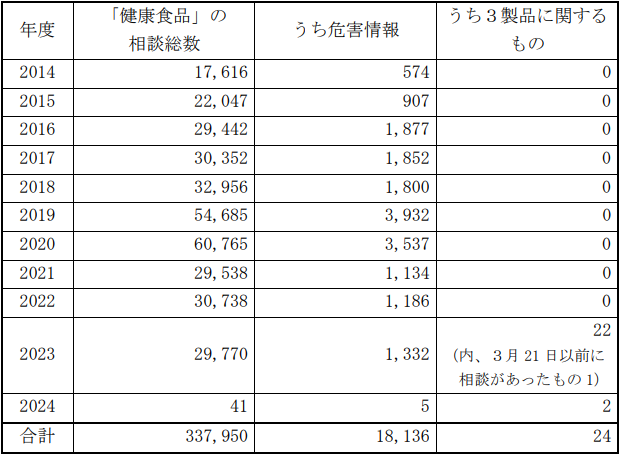 年度 「健康食品」の相談総数 うち危害情報 うち３製品に関するもの
2014 17,616 574 0
2015 22,047 907 0
2016 29,442 1,877 0
2017 30,352 1,852 0
2018 32,956 1,800 0
2019 54,685 3,932 0
2020 60,765 3,537 0
2021 29,538 1,134 0
2022 30,738 1,186 0
2023 29,770 1,332 22
（内、３月 21 日以前に
相談があったもの 1）
2024 41 5 2
合計 337,950 18,136 24